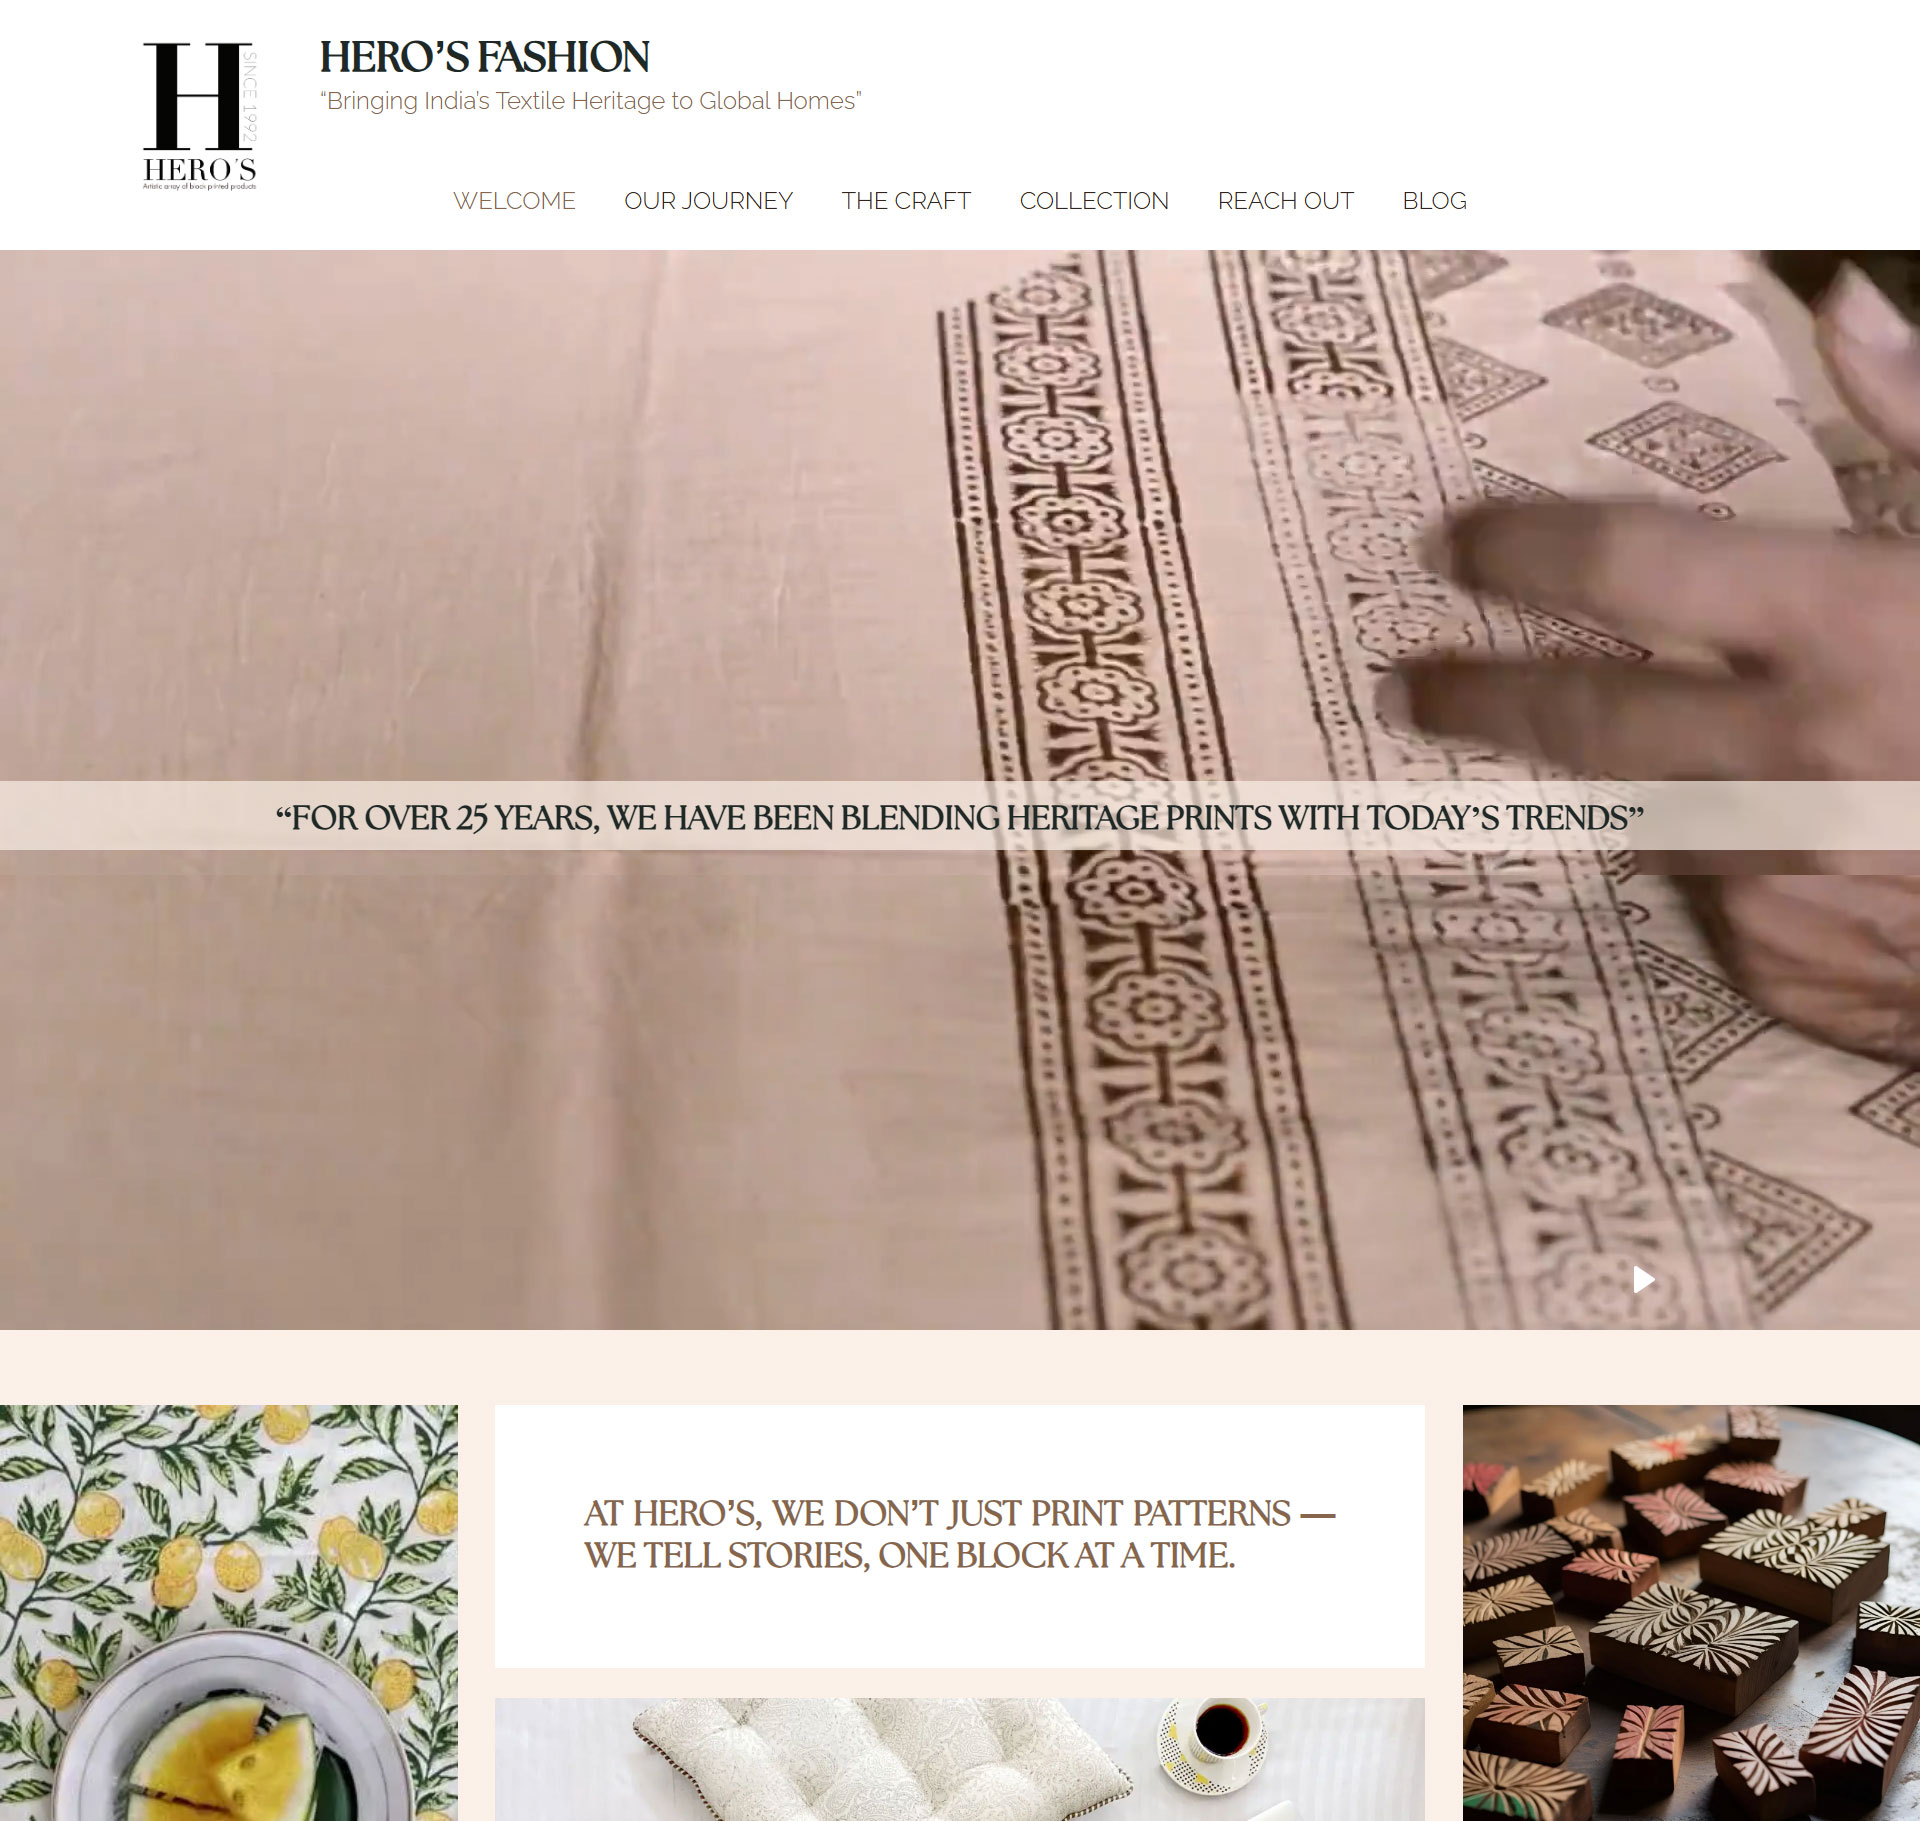 SINCE 1992
HERO'S
Artistic array of block printed products
HERO’S FASHION
“Bringing India’s Textile Heritage to Global Homes”
WELCOME OUR JOURNEY THE CRAFT COLLECTION REACH OUT BLOG
“FOR OVER 25 YEARS, WE HAVE BEEN BLENDING HERITAGE PRINTS WITH TODAY’S TRENDS”
AT HERO’S, WE DON’T JUST PRINT PATTERNS —
WE TELL STORIES, ONE BLOCK AT A TIME.